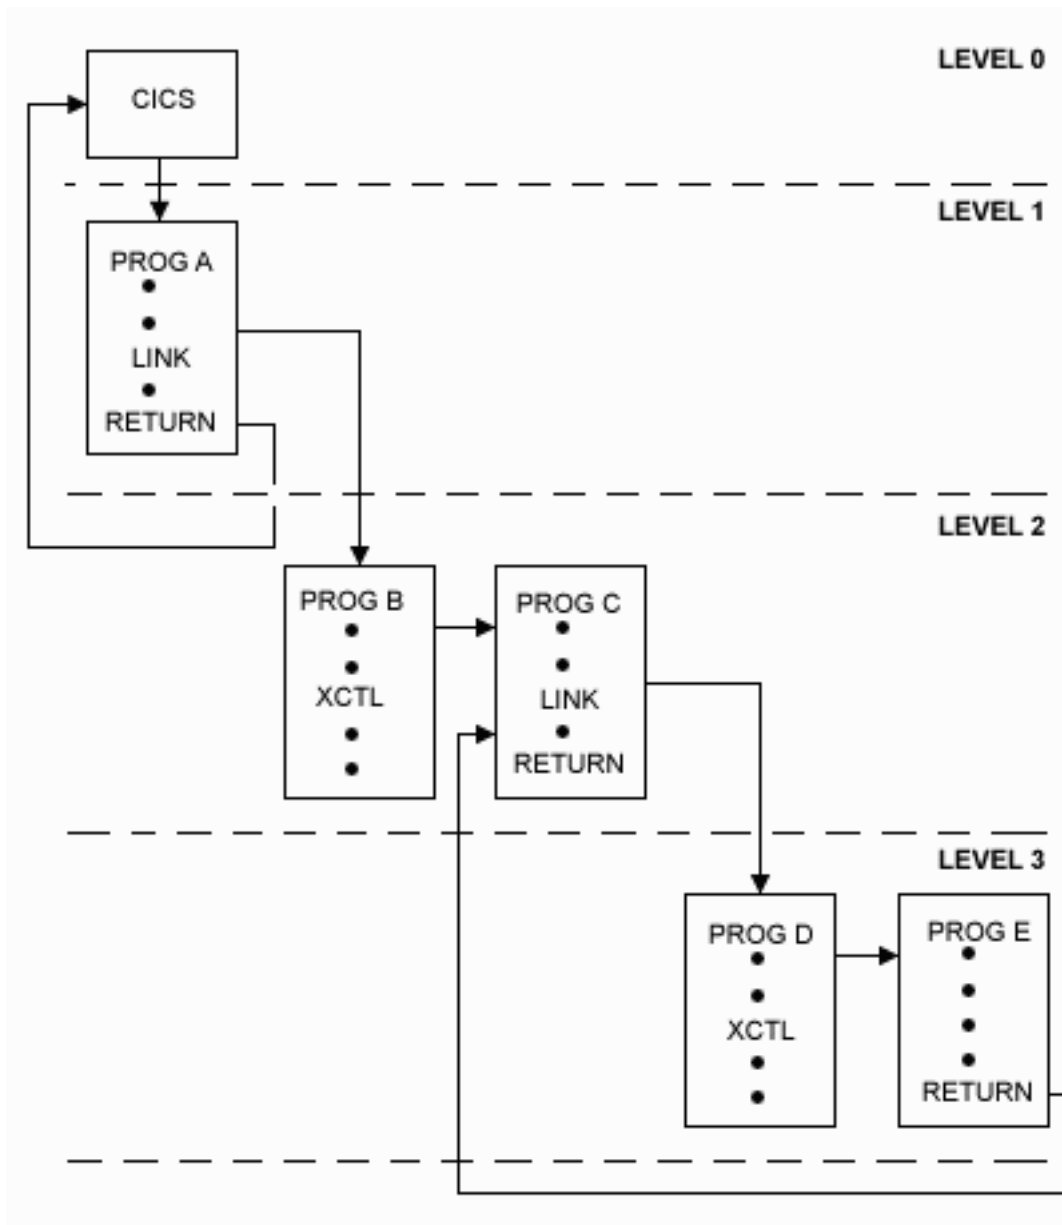 LEVEL 0
CICS
LEVEL 1
PROG A
LINK
RETURN
LEVEL 2
PROG B
XCTL
PROG C
LINK
RETURN
LEVEL 3
PROG D
XCTL
PROG E
RETURN